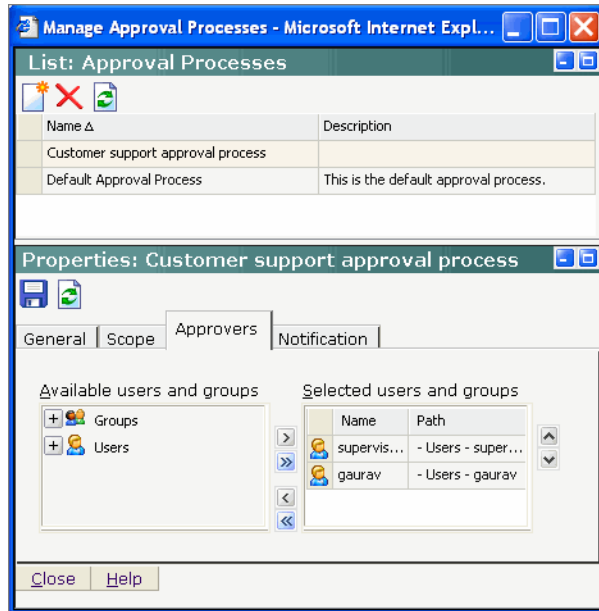 Manage Approval Processes - Microsoft Internet Expl...
List: Approval Processes
Name Description
Customer support approval process
Default Approval Process This is the default approval process.
Properties: Customer support approval process
General Scope Approvers Notification
Available users and groups Selected users and groups
Groups Name Path
Users supervis... - Users - super...
gaurav - Users - gaurav
Close Help